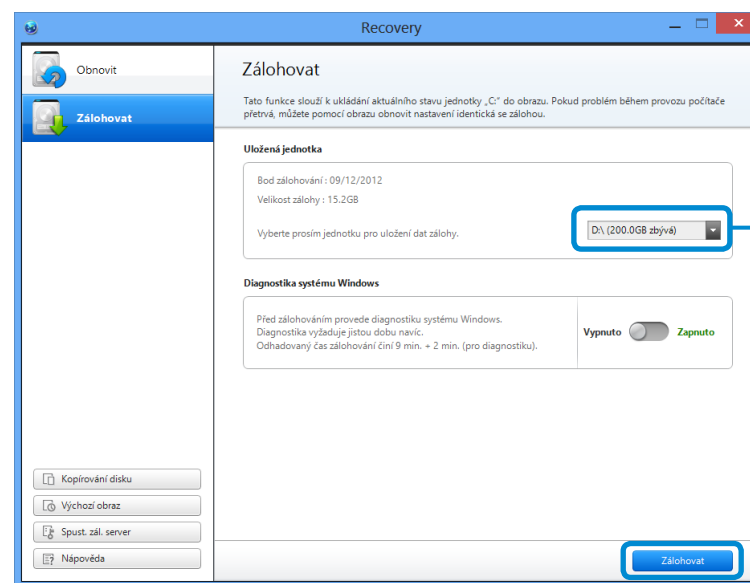 Recovery
Obnovit
Zálohovat
Zálohovat
Tato funkce slouží k ukládání aktuálního stavu jednotky „C:“ do obrazu. Pokud problém během provozu počítače
přetrvá, můžete pomocí obrazu obnovit nastavení identická se zálohou.
Uložená jednotka
Bod zálohování : 09/12/2012
Velikost zálohy : 15.2GB
Vyberte prosím jednotku pro uložení dat zálohy.
D:\ (200.0GB zbývá)
Diagnostika systému Windows
Před zálohováním provede diagnostiku systému Windows.
Diagnostika vyžaduje jistou dobu navíc.
Odhadovaný čas zálohování činí 9 min. + 2 min. (pro diagnostiku).
Vypnuto Zapnuto
Kopírování disku
Výchozí obraz
Spust. zál. server
Nápověda
Zálohovat